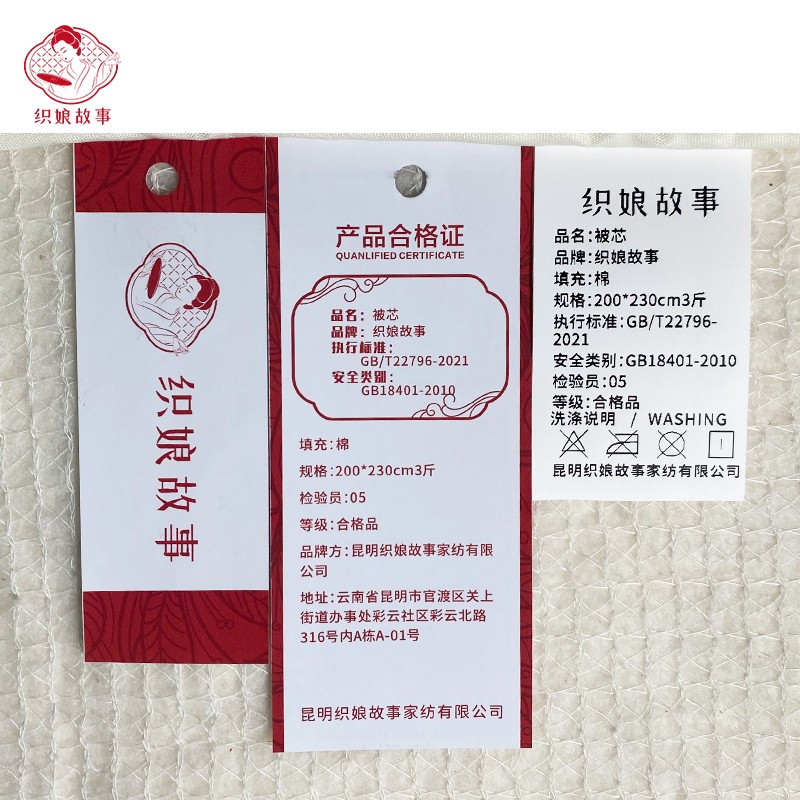 织娘故事
织娘故事
产品合格证
QUANLIFIED CERTIFICATE
品名：被芯
品牌：织娘故事
执行标准：
GB/T22796-2021
安全类别：
GB18401-2010
填充：棉
规格：200*230cm3斤
检验员：05
等级：合格品
品牌方：昆明织娘故事家纺有限
公司
地址：云南省昆明市官渡区关上
街道办事处彩云社区彩云北路
316号内A栋A-01号
昆明织娘故事家纺有限公司
织娘故事
品名：被芯
品牌：织娘故事
填充：棉
规格：200*230cm3斤
执行标准：GB/T22796-
2021
安全类别：GB18401-2010
检验员：05
等级：合格品
洗涤说明 / WASHING
昆明织娘故事家纺有限公司